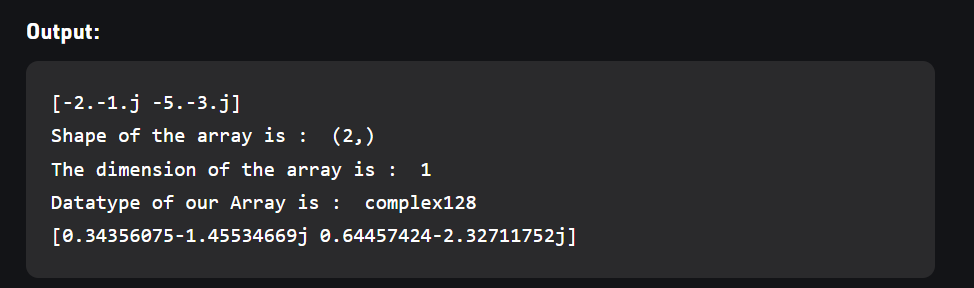 Output:
[-2.-1.j -5.-3.j]
Shape of the array is :  (2,)
The dimension of the array is :  1
Datatype of our Array is :  complex128
[0.34356075-1.45534669j 0.64457424-2.32711752j]